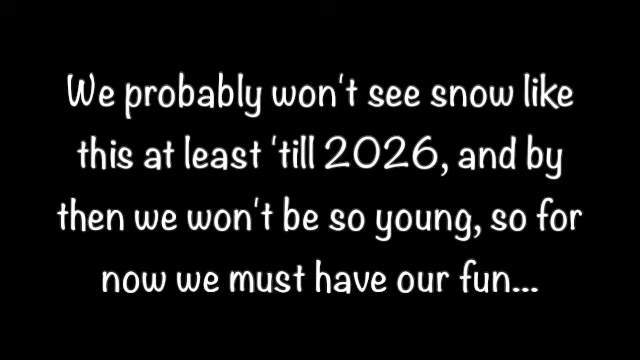 We probably won't see snow like
this at least 'till 2026, and by
then we won't be so young, so for
now we must have our fun...